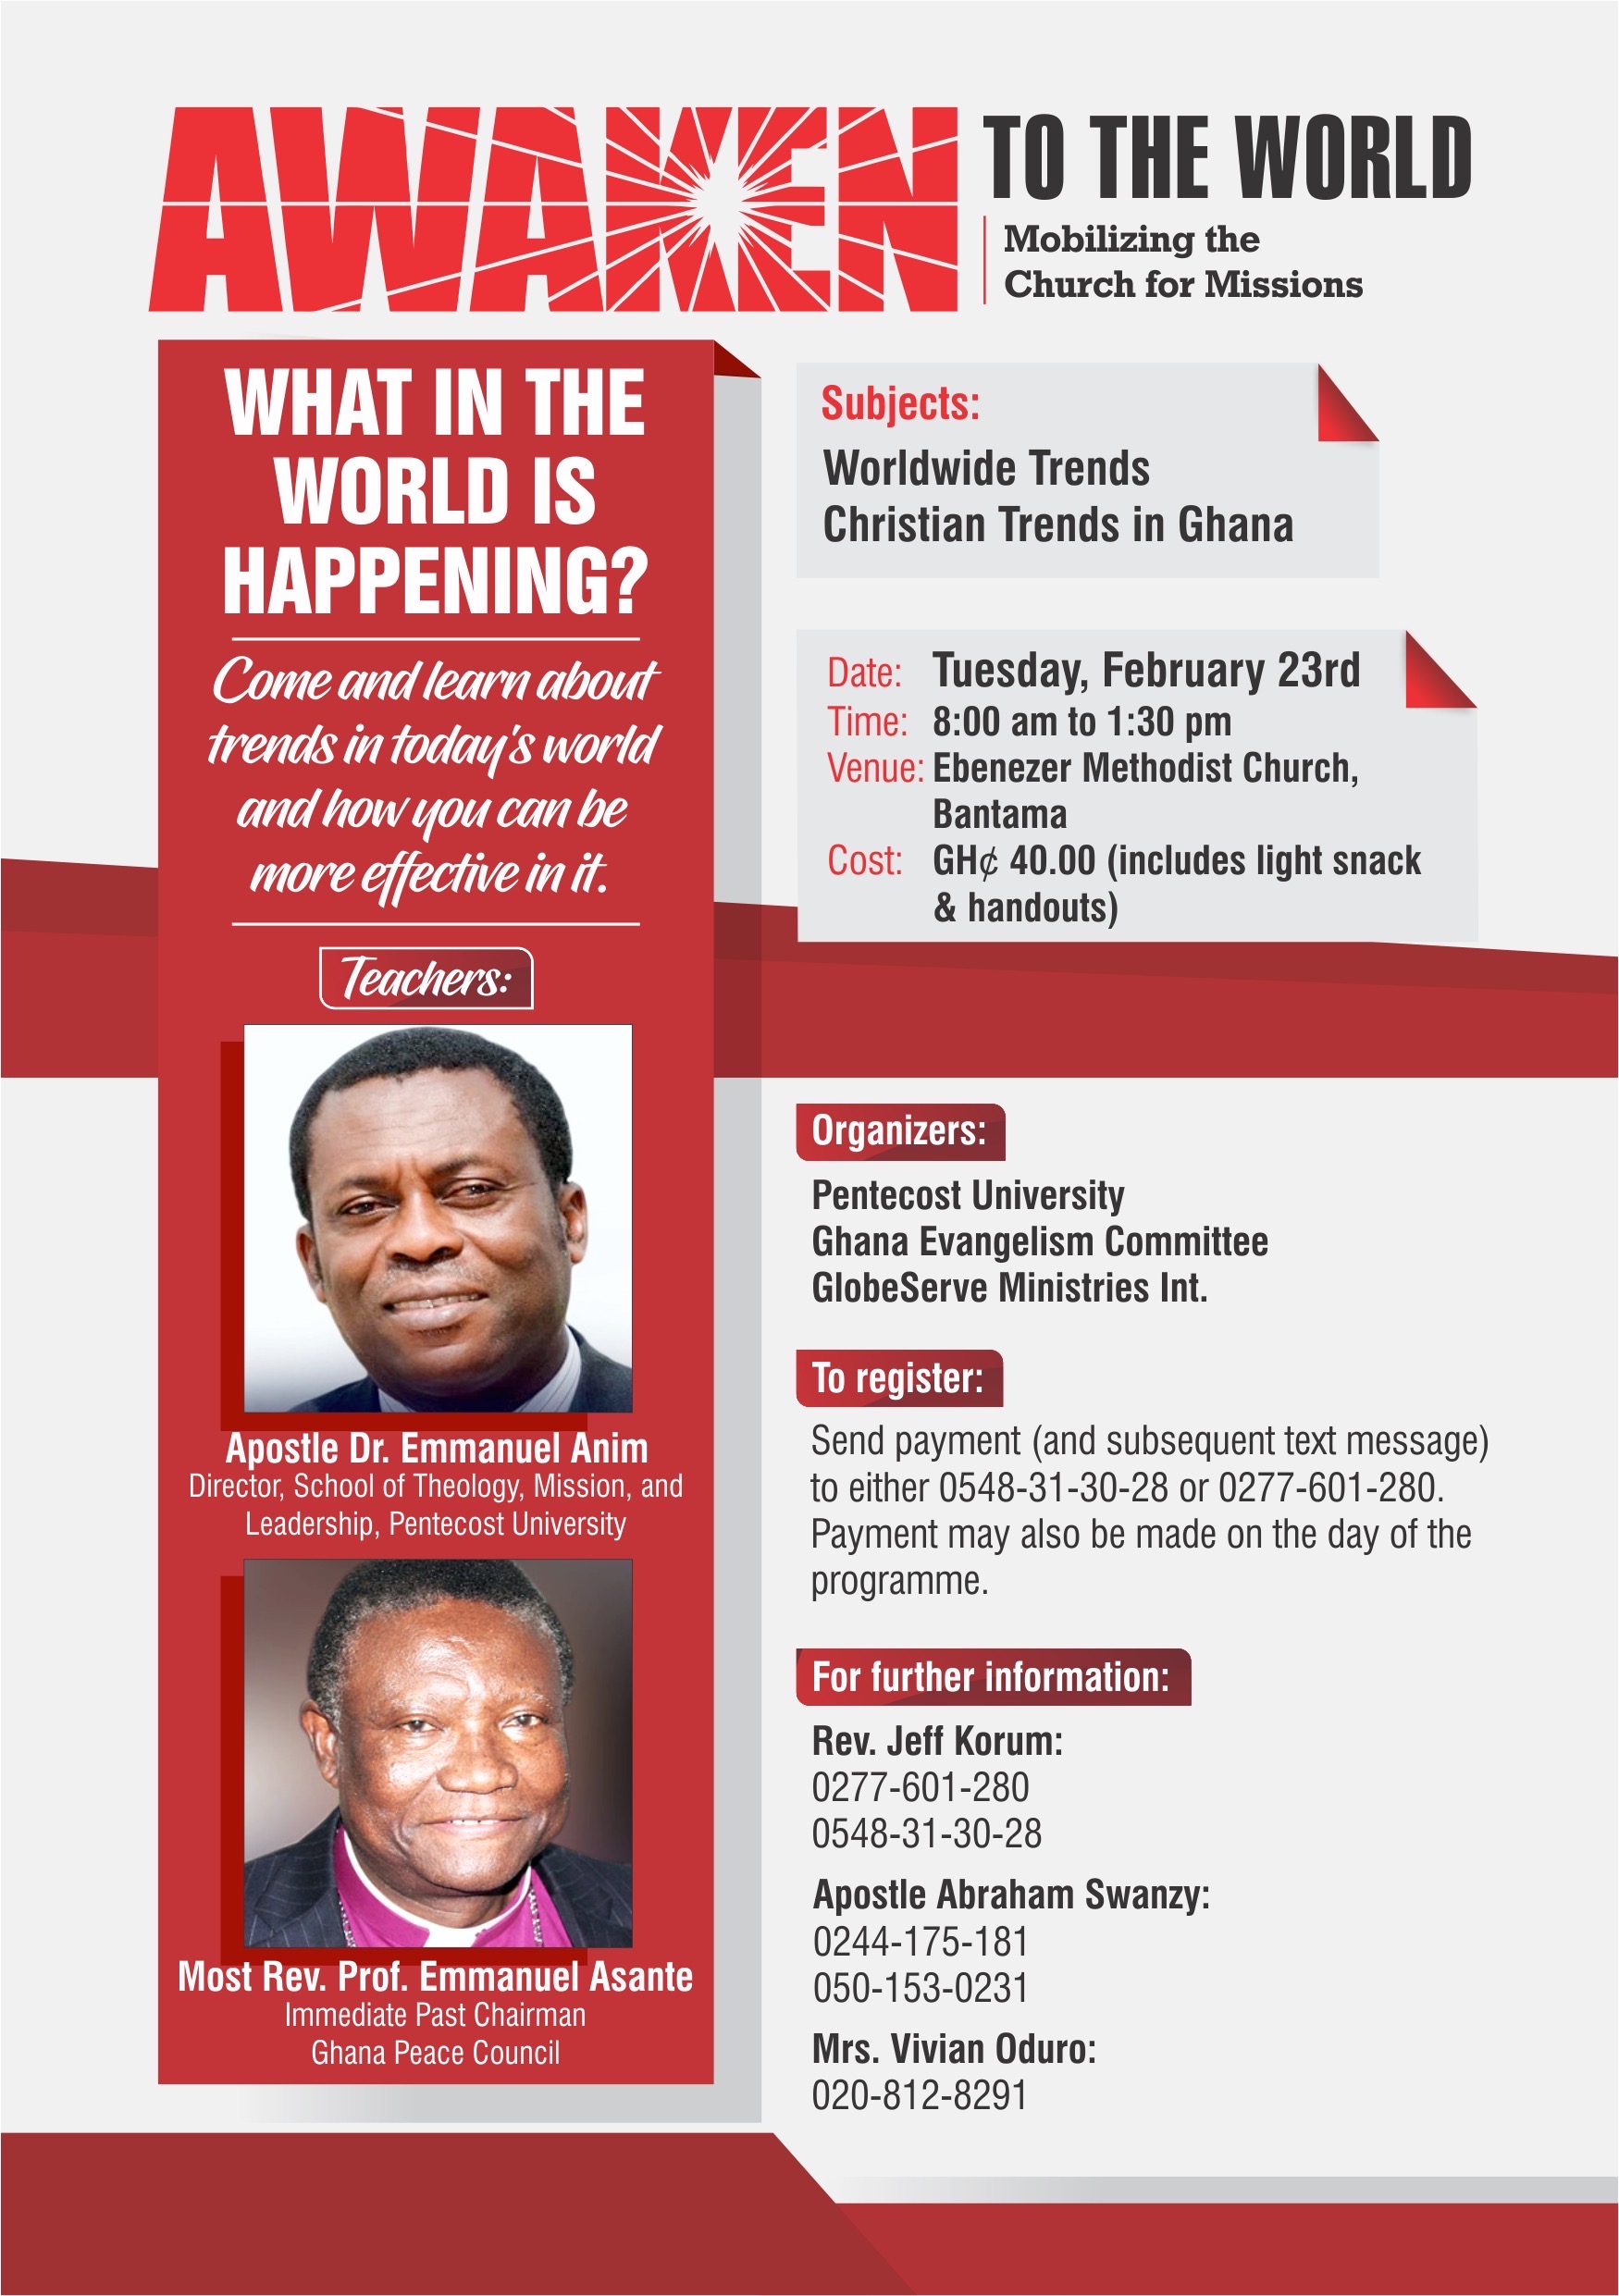 AWAKEN TO THE WORLD
Mobilizing the
Church for Missions
WHAT IN THE
WORLD IS
HAPPENING?
Come and learn about
trends in today's world
and how you can be
more effective in it.
Teachers:
Apostle Dr. Emmanuel Anim
Director, School of Theology, Mission, and
Leadership, Pentecost University
Most Rev. Prof. Emmanuel Asante
Immediate Past Chairman
Ghana Peace Council
Subjects:
Worldwide Trends
Christian Trends in Ghana
Date: Tuesday, February 23rd
Time: 8:00 am to 1:30 pm
Venue: Ebenezer Methodist Church,
Bantama
Cost: GH¢ 40.00 (includes light snack
& handouts)
Organizers:
Pentecost University
Ghana Evangelism Committee
GlobeServe Ministries Int.
To register:
Send payment (and subsequent text message)
to either 0548-31-30-28 or 0277-601-280.
Payment may also be made on the day of the
programme.
For further information:
Rev. Jeff Korum:
0277-601-280
0548-31-30-28
Apostle Abraham Swanzy:
0244-175-181
050-153-0231
Mrs. Vivian Oduro:
020-812-8291